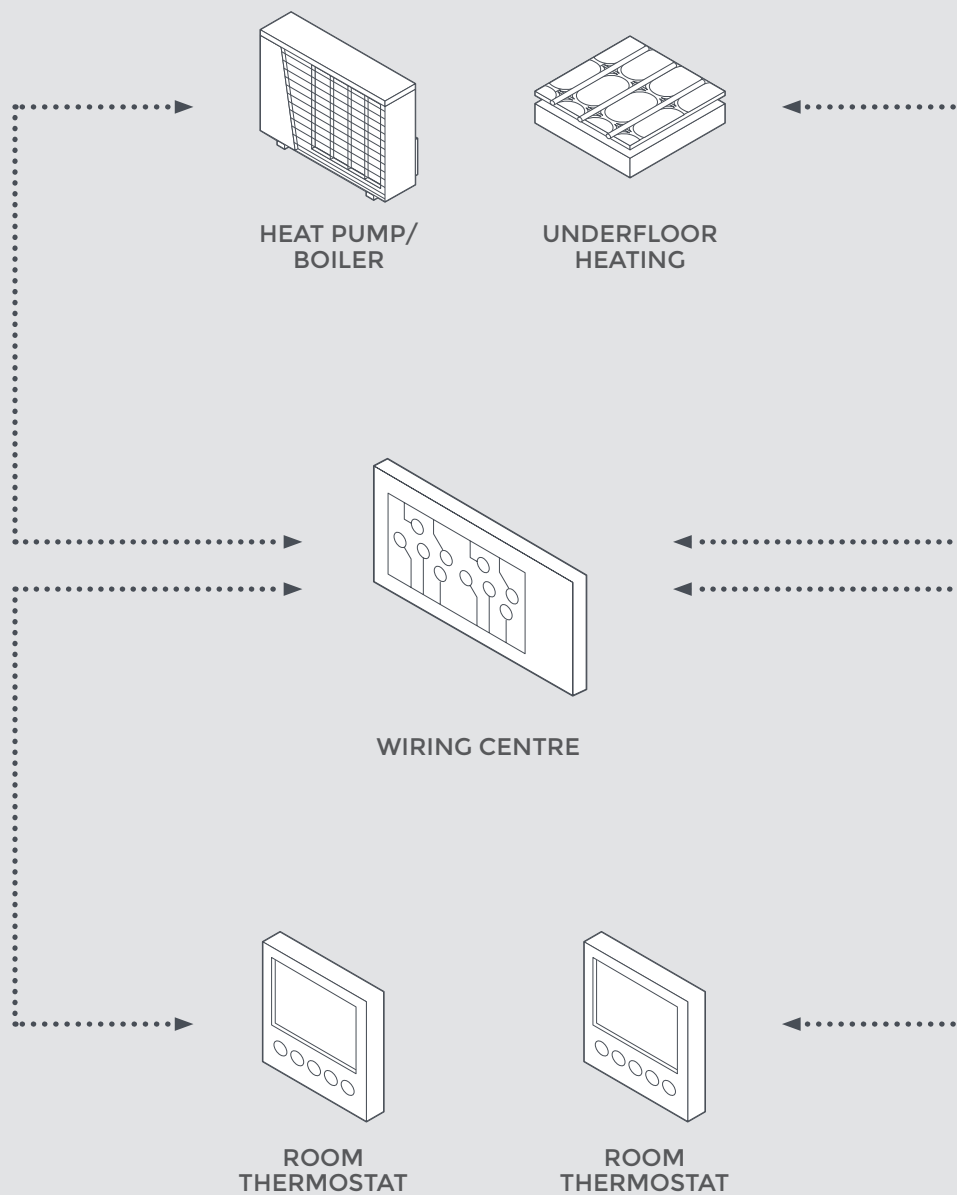 HEAT PUMP/
BOILER
UNDERFLOOR
HEATING
WIRING CENTRE
ROOM
THERMOSTAT
ROOM
THERMOSTAT